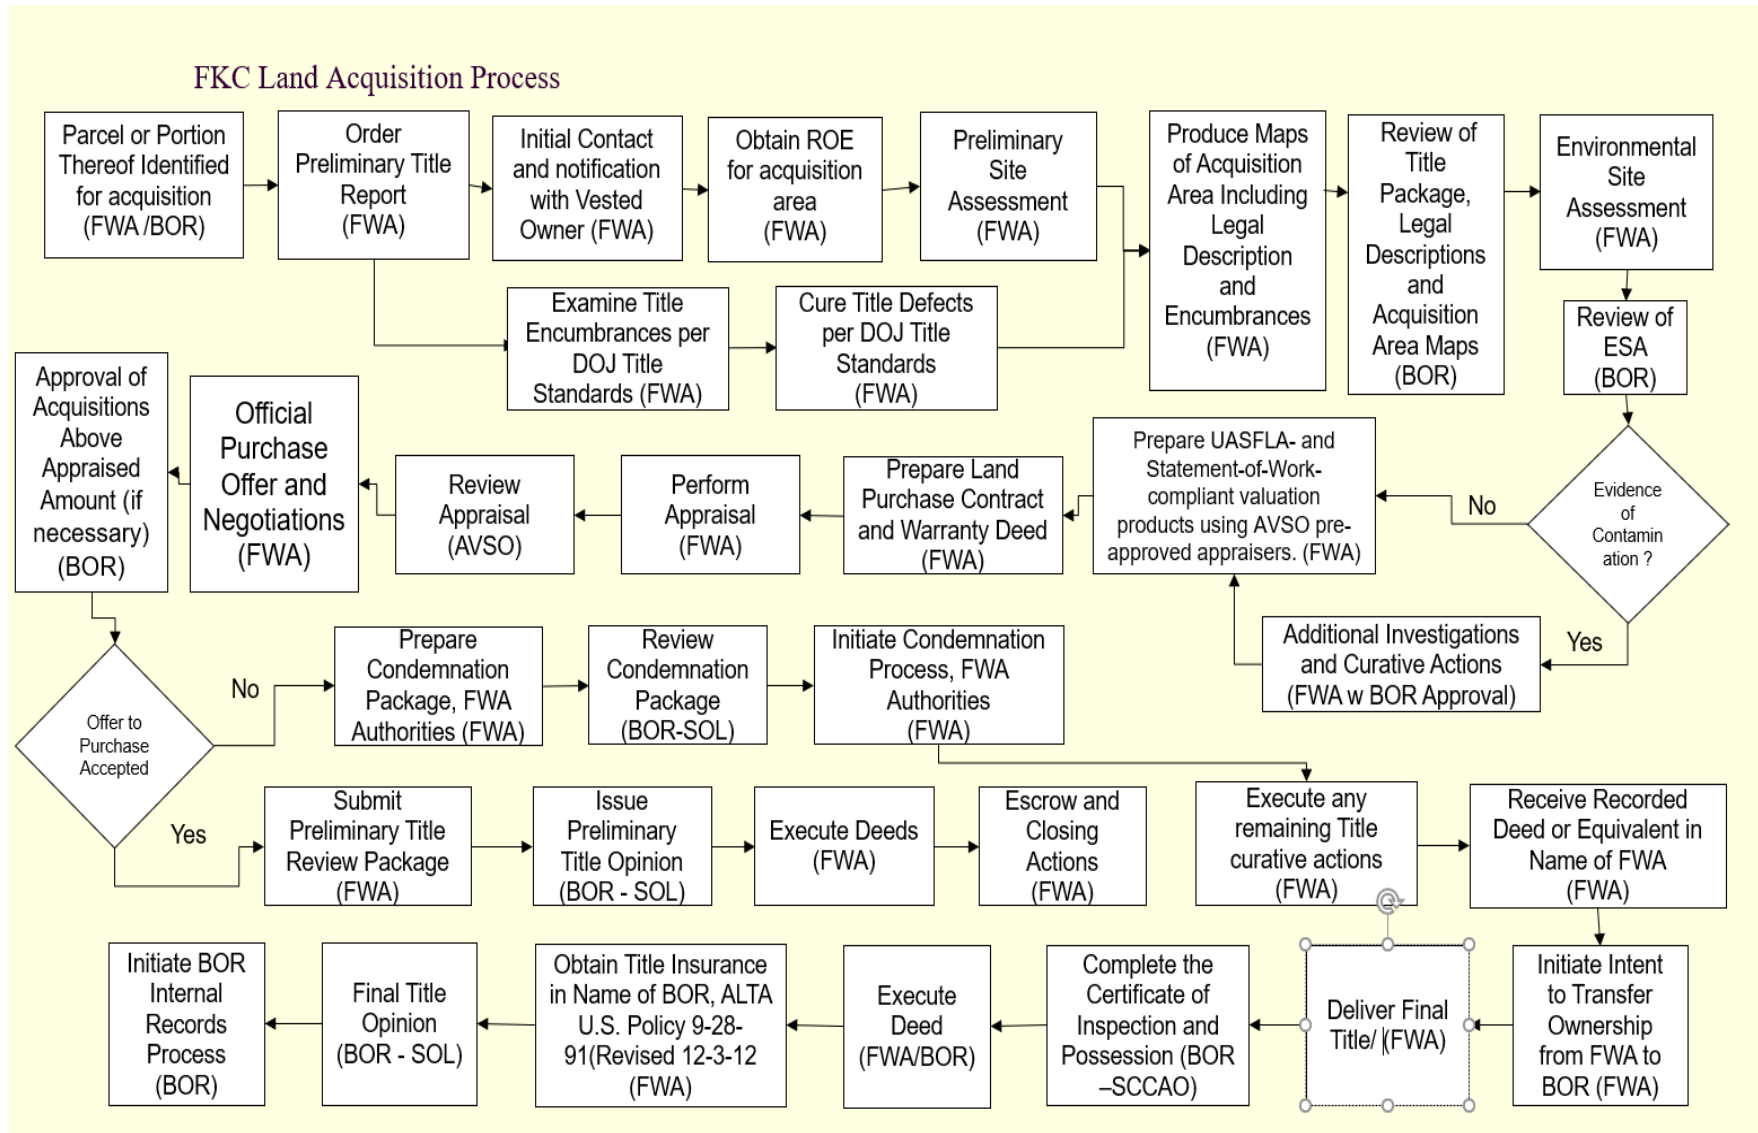 FKC Land Acquisition Process
Parcel or Portion
Thereof Identified
for acquisition
(FWA /BOR)
Order
Preliminary Title
Report
(FWA)
Initial Contact
and notification
with Vested
Owner (FWA)
Obtain ROE
for acquisition
area
(FWA)
Preliminary
Site
Assessment
(FWA)
Produce Maps
of Acquisition
Area Including
Legal
Description
and
Encumbrances
(FWA)
Review of
Title
Package,
Legal
Descriptions
and
Acquisition
Area Maps
(BOR)
Environmental
Site
Assessment
(FWA)
Examine Title
Encumbrances per
DOJ Title
Standards (FWA)
Cure Title Defects
per DOJ Title
Standards
(FWA)
Review of
ESA
(BOR)
Evidence
of
Contamin
ation ?
No
Yes
Additional Investigations
and Curative Actions
(FWA w BOR Approval)
Prepare UASFLA- and
Statement-of-Work-
compliant valuation
products using AVSO pre-
approved appraisers. (FWA)
Prepare Land
Purchase Contract
and Warranty Deed
(FWA)
Perform
Appraisal
(FWA)
Review
Appraisal
(AVSO)
Official
Purchase
Offer and
Negotiations
(FWA)
Approval of
Acquisitions
Above
Appraised
Amount (if
necessary)
(BOR)
Offer to
Purchase
Accepted
No
Prepare
Condemnation
Package, FWA
Authorities (FWA)
Review
Condemnation
Package
(BOR-SOL)
Initiate Condemnation
Process, FWA
Authorities
(FWA)
Yes
Submit
Preliminary Title
Review Package
(FWA)
Issue
Preliminary
Title Opinion
(BOR - SOL)
Execute Deeds
(FWA)
Escrow and
Closing
Actions
(FWA)
Execute any
remaining Title
curative actions
(FWA)
Receive Recorded
Deed or Equivalent in
Name of FWA
(FWA)
Initiate Intent
to Transfer
Ownership
from FWA to
BOR (FWA)
Deliver Final
Title/ (FWA)
Complete the
Certificate of
Inspection and
Possession (BOR
–SCCAO)
Execute
Deed
(FWA/BOR)
Obtain Title Insurance
in Name of BOR, ALTA
U.S. Policy 9-28-
91(Revised 12-3-12
(FWA)
Final Title
Opinion
(BOR - SOL)
Initiate BOR
Internal
Records
Process
(BOR)